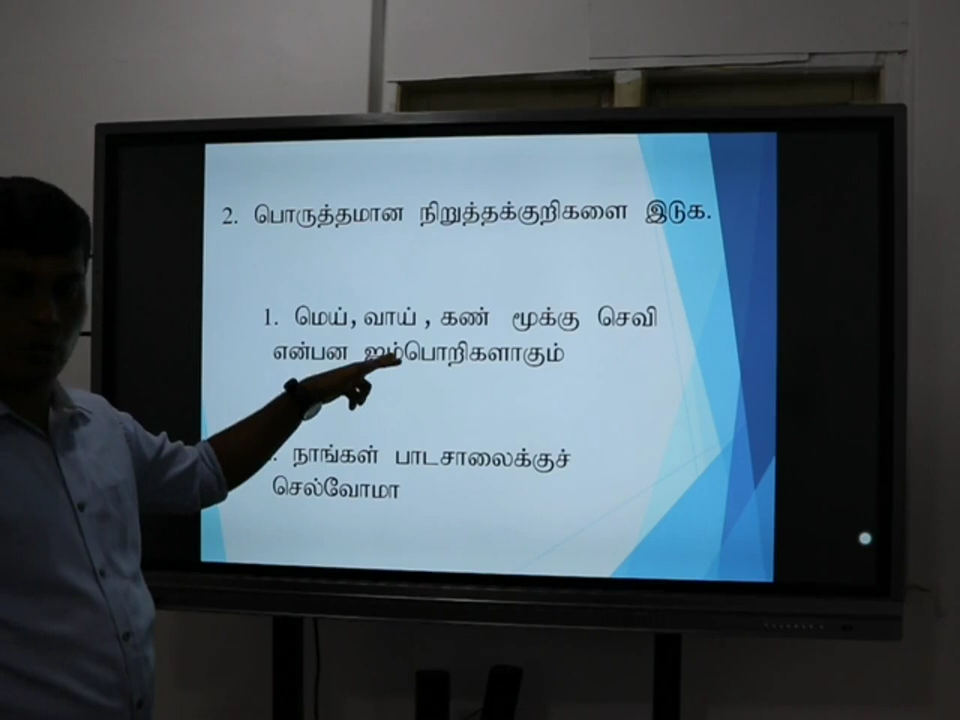 2. பொருத்தமான நிறுத்தக்குறிகளை இடுக.
1. மெய், வாய் , கண் மூக்கு செவி
என்பன ஐம்பொறிகளாகும்
. நாங்கள் பாடசாலைக்குச்
செல்வோமா